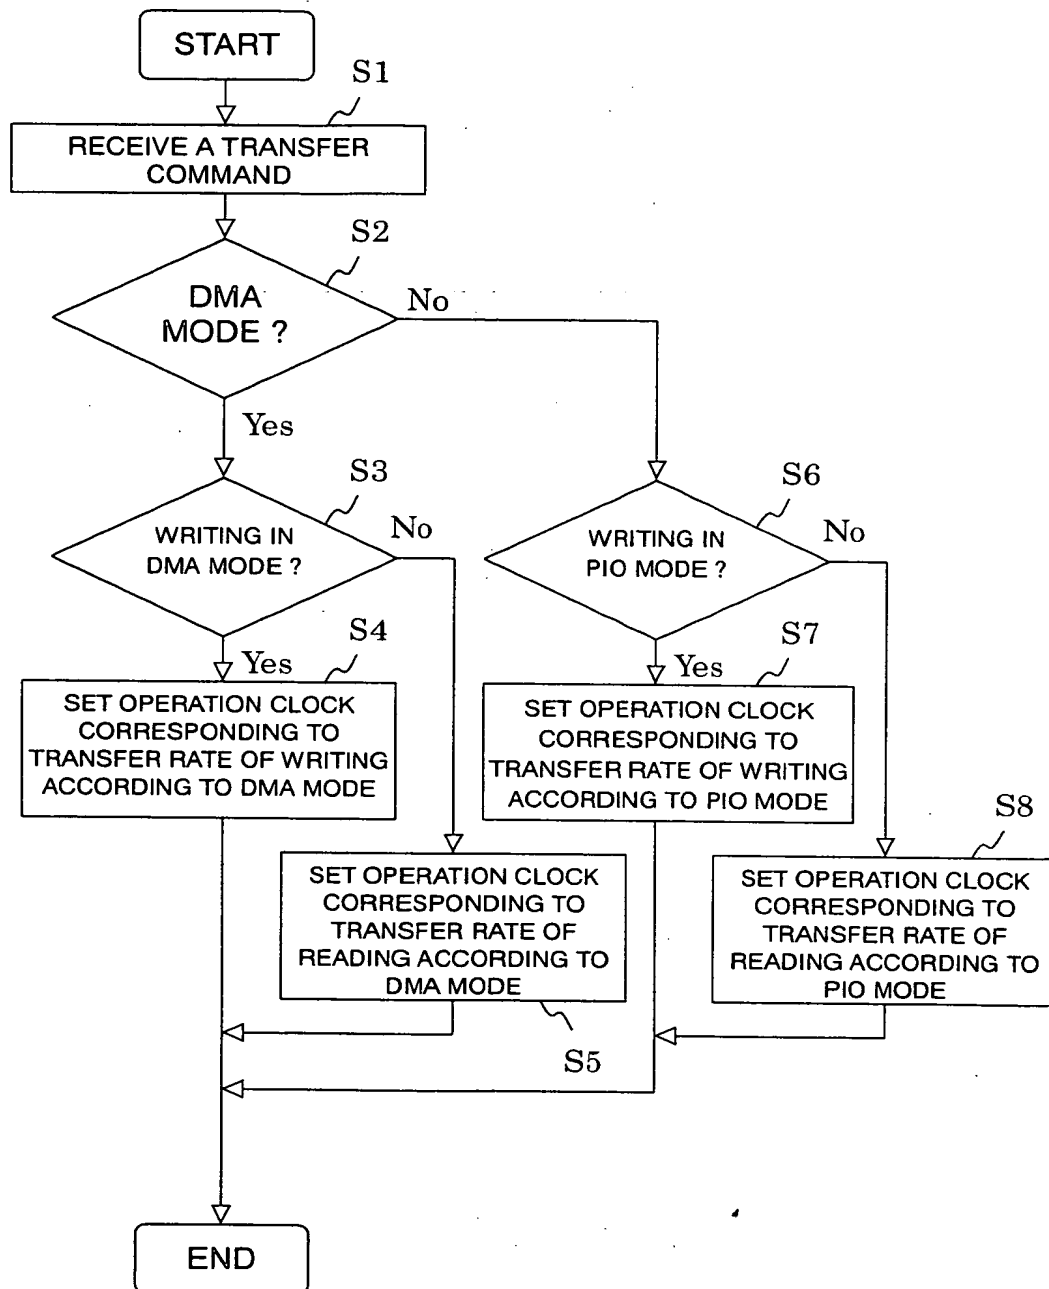 START
S1
RECEIVE A TRANSFER
COMMAND
S2
DMA
MODE ?
No
Yes
S3
WRITING IN
DMA MODE ?
No
S6
WRITING IN
PIO MODE ?
No
S4
Yes
SET OPERATION CLOCK
CORRESPONDING TO
TRANSFER RATE OF WRITING
ACCORDING TO DMA MODE
S7
Yes
SET OPERATION CLOCK
CORRESPONDING TO
TRANSFER RATE OF WRITING
ACCORDING TO PIO MODE
SET OPERATION CLOCK
CORRESPONDING TO
TRANSFER RATE OF
READING ACCORDING TO
DMA MODE
S5
S8
SET OPERATION CLOCK
CORRESPONDING TO
TRANSFER RATE OF
READING ACCORDING TO
PIO MODE
END